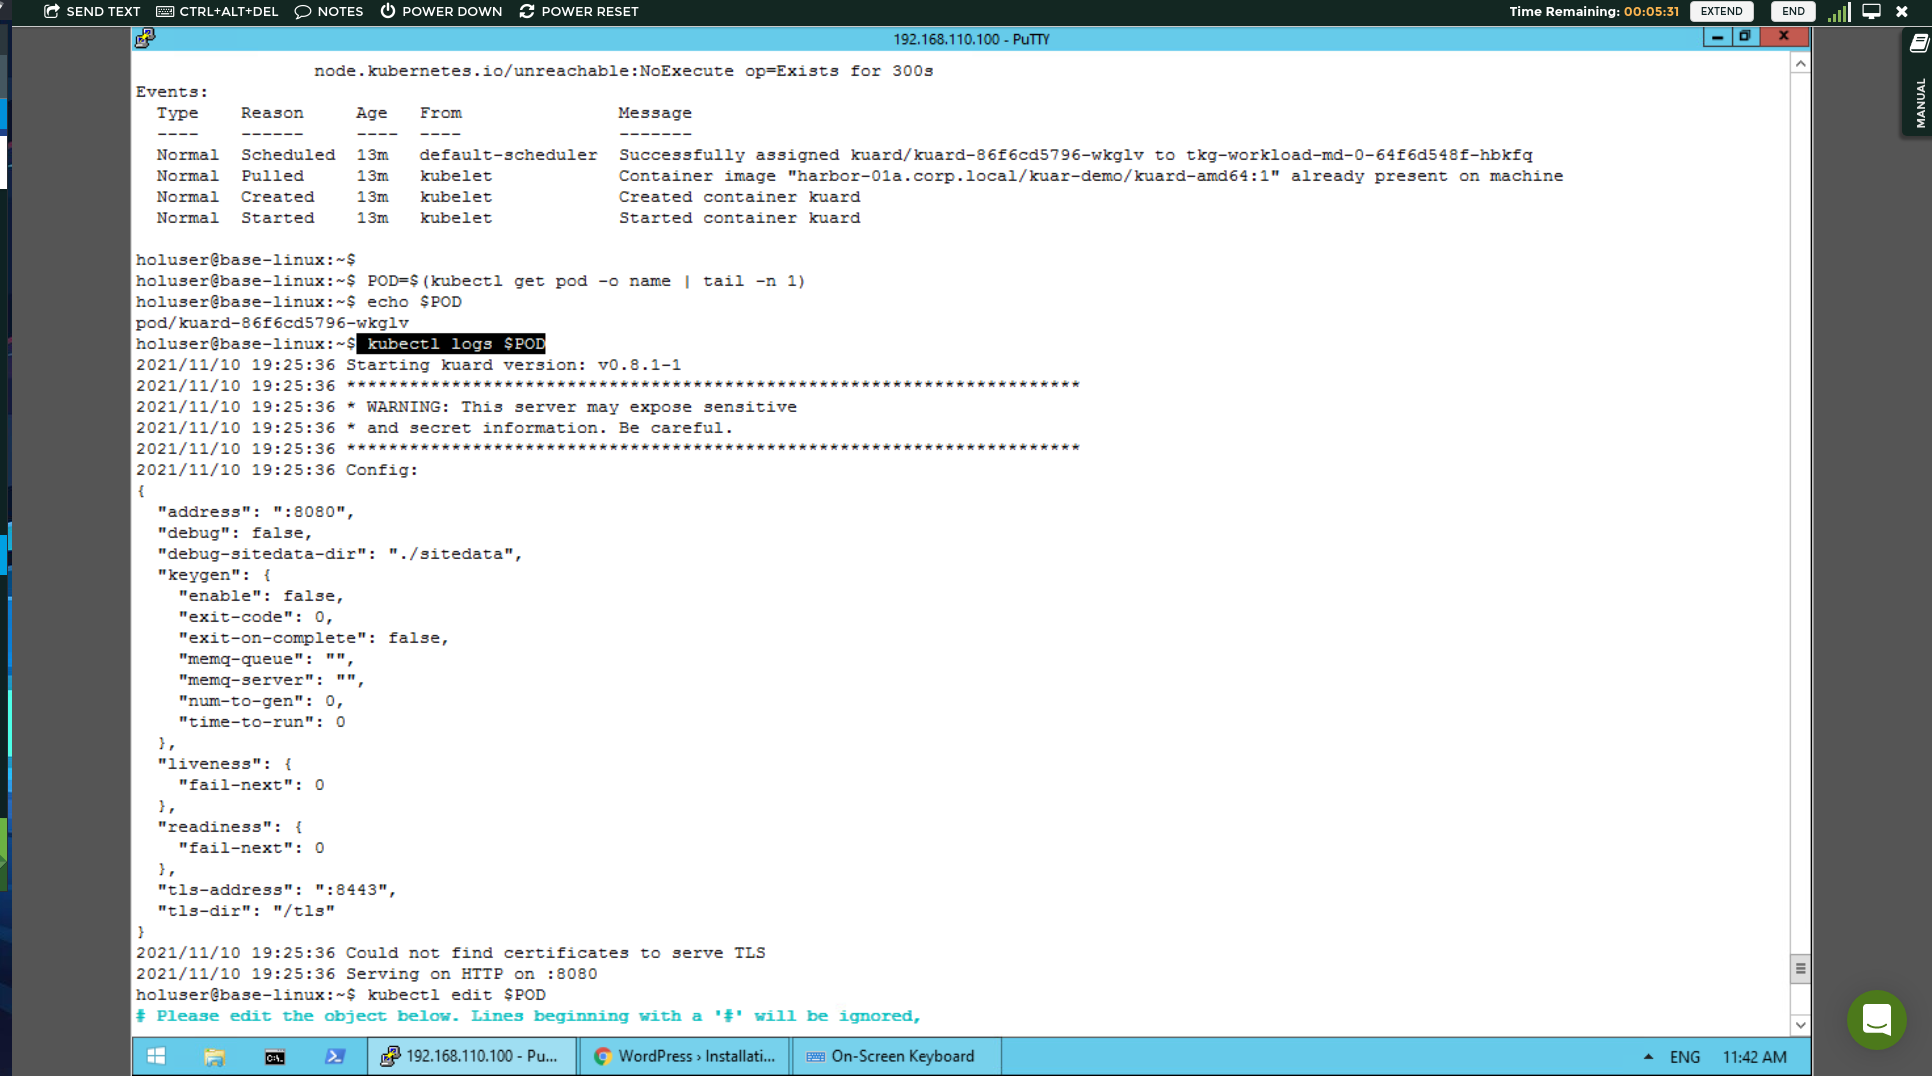 SEND TEXT CTRL+ALT+DEL NOTES POWER DOWN POWER RESET Time Remaining: 00:05:31 EXTEND END
192.168.110.100 - PuTTY
MANUAL
node.kubernetes.io/unreachable:NoExecute op=Exists for 300s
Events:
Type Reason Age From Message
---- ------ ---- ---- -------
Normal Scheduled 13m default-scheduler Successfully assigned kuard/kuard-86f6cd5796-wkglv to tkg-workload-md-0-64f6d548f-hbkfq
Normal Pulled 13m kubelet Container image "harbor-01a.corp.local/kuar-demo/kuard-amd64:1" already present on machine
Normal Created 13m kubelet Created container kuard
Normal Started 13m kubelet Started container kuard
holuser@base-linux:~$
holuser@base-linux:~$ POD=$(kubectl get pod -o name | tail -n 1)
holuser@base-linux:~$ echo $POD
pod/kuard-86f6cd5796-wkglv
holuser@base-linux:~$ kubectl logs $POD
2021/11/10 19:25:36 Starting kuard version: v0.8.1-1
2021/11/10 19:25:36 **********************************************************************
2021/11/10 19:25:36 * WARNING: This server may expose sensitive
2021/11/10 19:25:36 * and secret information. Be careful.
2021/11/10 19:25:36 **********************************************************************
2021/11/10 19:25:36 Config:
{
"address": ":8080",
"debug": false,
"debug-sitedata-dir": "./sitedata",
"keygen": {
"enable": false,
"exit-code": 0,
"exit-on-complete": false,
"memq-queue": "",
"memq-server": "",
"num-to-gen": 0,
"time-to-run": 0
},
"liveness": {
"fail-next": 0
},
"readiness": {
"fail-next": 0
},
"tls-address": ":8443",
"tls-dir": "/tls"
}
2021/11/10 19:25:36 Could not find certificates to serve TLS
2021/11/10 19:25:36 Serving on HTTP on :8080
holuser@base-linux:~$ kubectl edit $POD
# Please edit the object below. Lines beginning with a '#' will be ignored,
192.168.110.100 - Pu... WordPress › Installati... On-Screen Keyboard ENG 11:42 AM